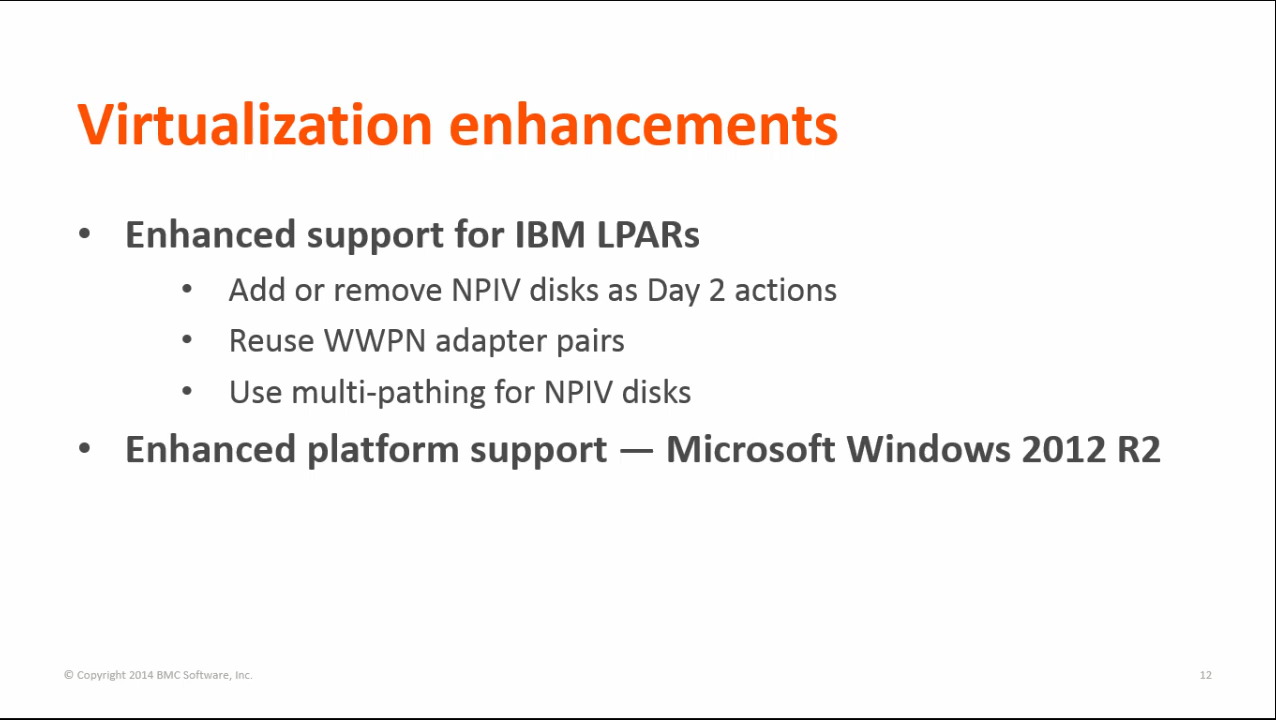 Virtualization enhancements
• Enhanced support for IBM LPARs
• Add or remove NPIV disks as Day 2 actions
• Reuse WWPN adapter pairs
• Use multi-pathing for NPIV disks
• Enhanced platform support — Microsoft Windows 2012 R2
© Copyright 2014 BMC Software, Inc.
12